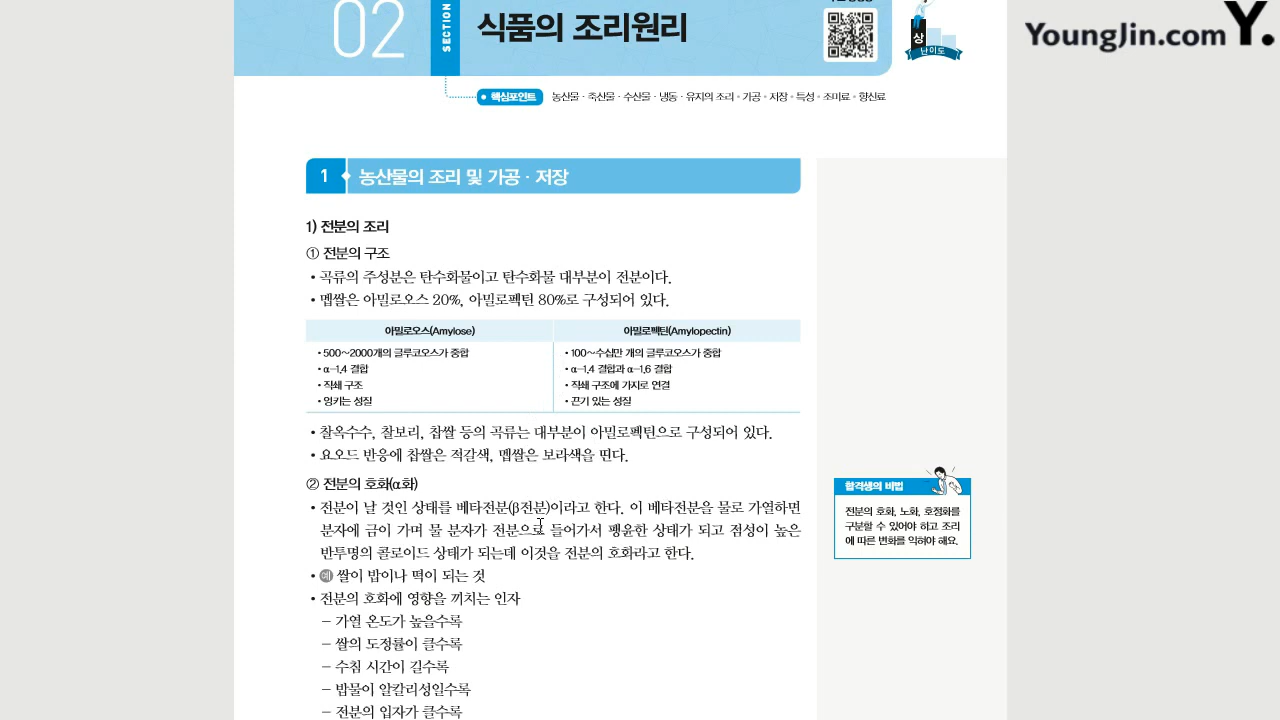 02
SECTION
식품의 조리원리
상
난이도
YoungJin.com Y.
핵심포인트
농산물 · 축산물 · 수산물 · 냉동 · 유지의 조리 · 가공 · 저장 · 특성 · 조미료 · 향신료
1 농산물의 조리 및 가공 · 저장
1) 전분의 조리
① 전분의 구조
• 곡류의 주성분은 탄수화물이고 탄수화물 대부분이 전분이다.
• 멥쌀은 아밀로오스 20%, 아밀로펙틴 80%로 구성되어 있다.
아밀로오스(Amylose)
• 500~2000개의 글루코오스가 중합
• α-1.4 결합
• 직쇄 구조
• 엉키는 성질
아밀로펙틴(Amylopectin)
• 100~수십만 개의 글루코오스가 중합
• α-1.4 결합과 α-1.6 결합
• 직쇄 구조에 가지로 연결
• 끈기 있는 성질
• 찰옥수수, 찰보리, 찹쌀 등의 곡류는 대부분이 아밀로펙틴으로 구성되어 있다.
• 요오드 반응에 찹쌀은 적갈색, 멥쌀은 보라색을 띤다.
② 전분의 호화(α화)
• 전분이 날 것인 상태를 베타전분(β전분)이라고 한다. 이 베타전분을 물로 가열하면
분자에 금이 가며 물 분자가 전분으로 들어가서 팽윤한 상태가 되고 점성이 높은
반투명의 콜로이드 상태가 되는데 이것을 전분의 호화라고 한다.
• 예 쌀이 밥이나 떡이 되는 것
• 전분의 호화에 영향을 끼치는 인자
– 가열 온도가 높을수록
– 쌀의 도정률이 클수록
– 수침 시간이 길수록
– 밥물이 알칼리성일수록
– 전분의 입자가 클수록
합격생의 비법
전분의 호화, 노화, 호정화를
구분할 수 있어야 하고 조리
에 따른 변화를 익혀야 해요.